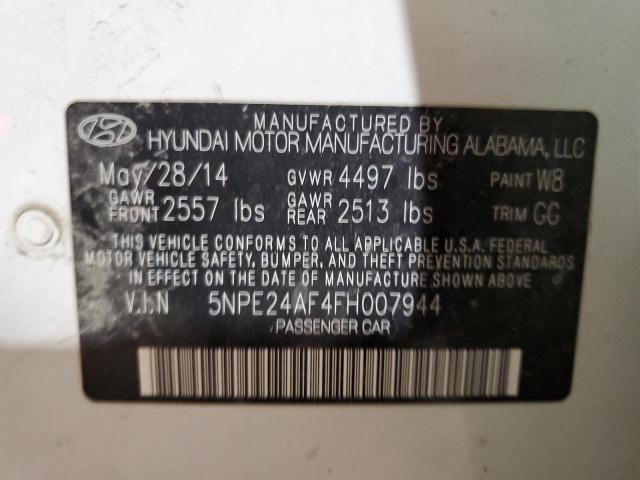 MANUFACTURED BY
HYUNDAI MOTOR MANUFACTURING ALABAMA, LLC
May/28/14 GVWR 4497 lbs PAINT W8
GAWR FRONT 2557 lbs GAWR REAR 2513 lbs TRIM GG
THIS VEHICLE CONFORMS TO ALL APPLICABLE U.S.A. FEDERAL
MOTOR VEHICLE SAFETY, BUMPER, AND THEFT PREVENTION STANDARDS
IN EFFECT ON THE DATE OF MANUFACTURE SHOWN ABOVE
V.I.N 5NPE24AF4FH007944
PASSENGER CAR